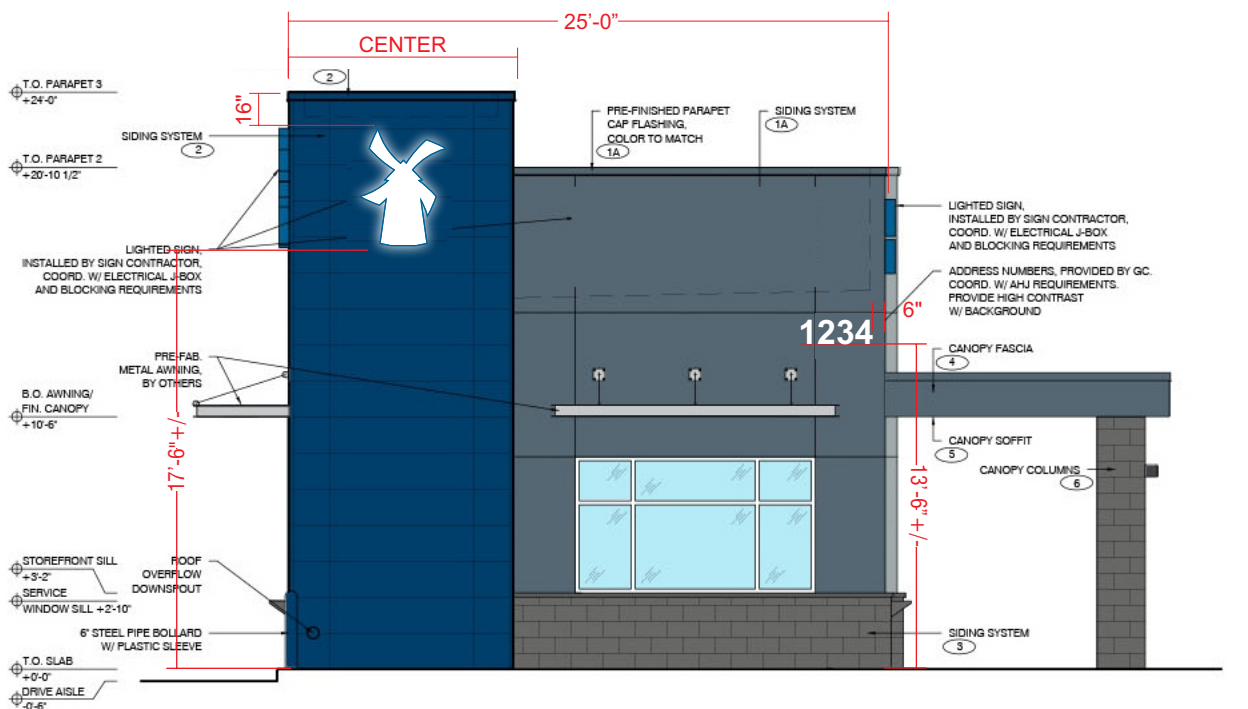 25'-0"
CENTER
2
T.O. PARAPET 3
+24'-0"
16"
SIDING SYSTEM
2
PRE-FINISHED PARAPET
CAP FLASHING,
COLOR TO MATCH
1A
SIDING SYSTEM
1A
T.O. PARAPET 2
+20'-10 1/2"
LIGHTED SIGN,
INSTALLED BY SIGN CONTRACTOR,
COORD. W/ ELECTRICAL J-BOX
AND BLOCKING REQUIREMENTS
LIGHTED SIGN,
INSTALLED BY SIGN CONTRACTOR,
COORD. W/ ELECTRICAL J-BOX
AND BLOCKING REQUIREMENTS
ADDRESS NUMBERS, PROVIDED BY GC.
COORD. W/ AHJ REQUIREMENTS.
PROVIDE HIGH CONTRAST
W/ BACKGROUND
6"
1234
PRE-FAB.
METAL AWNING,
BY OTHERS
CANOPY FASCIA
4
B.O. AWNING/
FIN. CANOPY
+10'-6"
17'-6"+/-
CANOPY SOFFIT
5
CANOPY COLUMNS
6
13'-6"+/-
STOREFRONT SILL
+3'-2"
SERVICE
WINDOW SILL +2'-10"
ROOF
OVERFLOW
DOWNSPOUT
6" STEEL PIPE BOLLARD
W/ PLASTIC SLEEVE
SIDING SYSTEM
3
T.O. SLAB
+0'-0"
DRIVE AISLE
-0'-6"